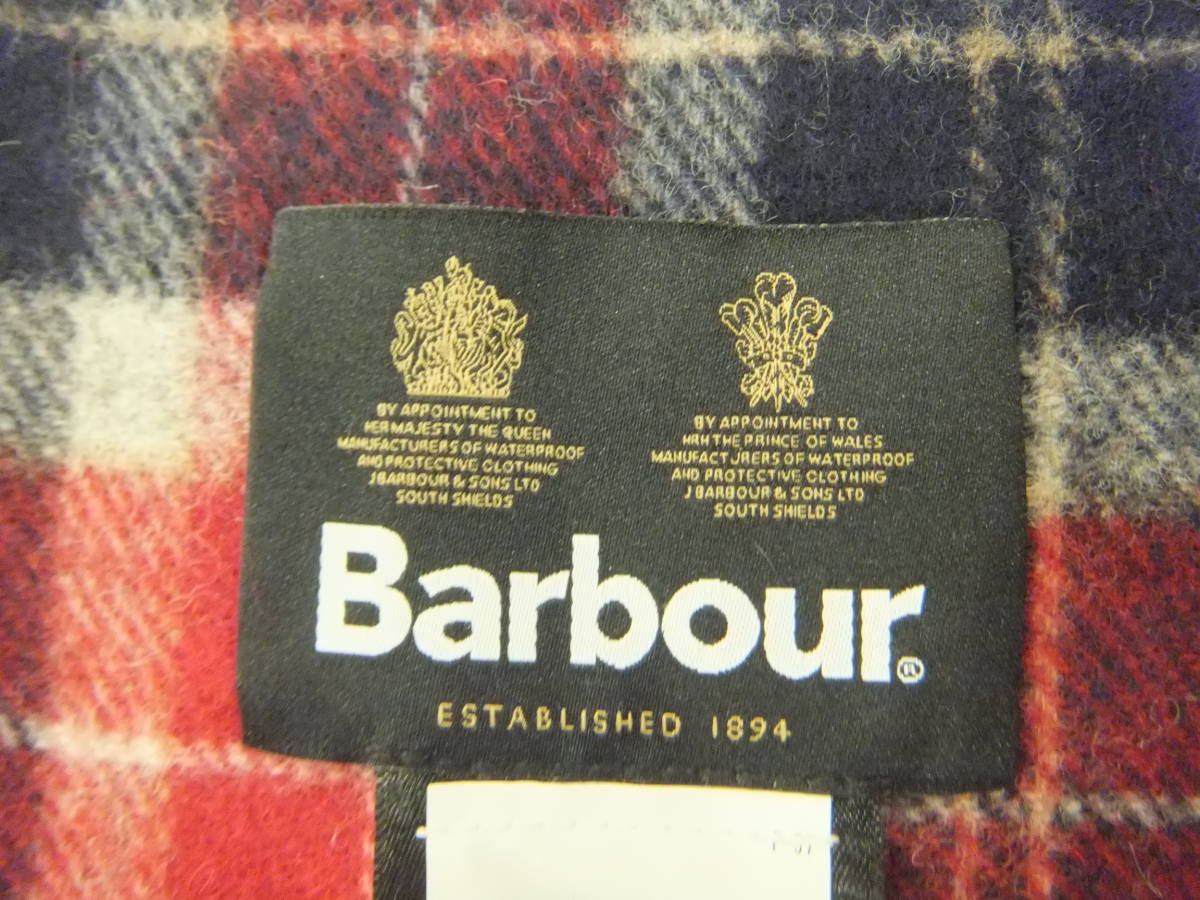 BY APPOINTMENT TO
HER MAJESTY THE QUEEN
MANUFACTURERS OF WATERPROOF
AND PROTECTIVE CLOTHING
J BARBOUR & SONS LTD
SOUTH SHIELDS
BY APPOINTMENT TO
HRH THE PRINCE OF WALES
MANUFACTURERS OF WATERPROOF
AND PROTECTIVE CLOTHING
J BARBOUR & SONS LTD
SOUTH SHIELDS
Barbour®
ESTABLISHED 1894